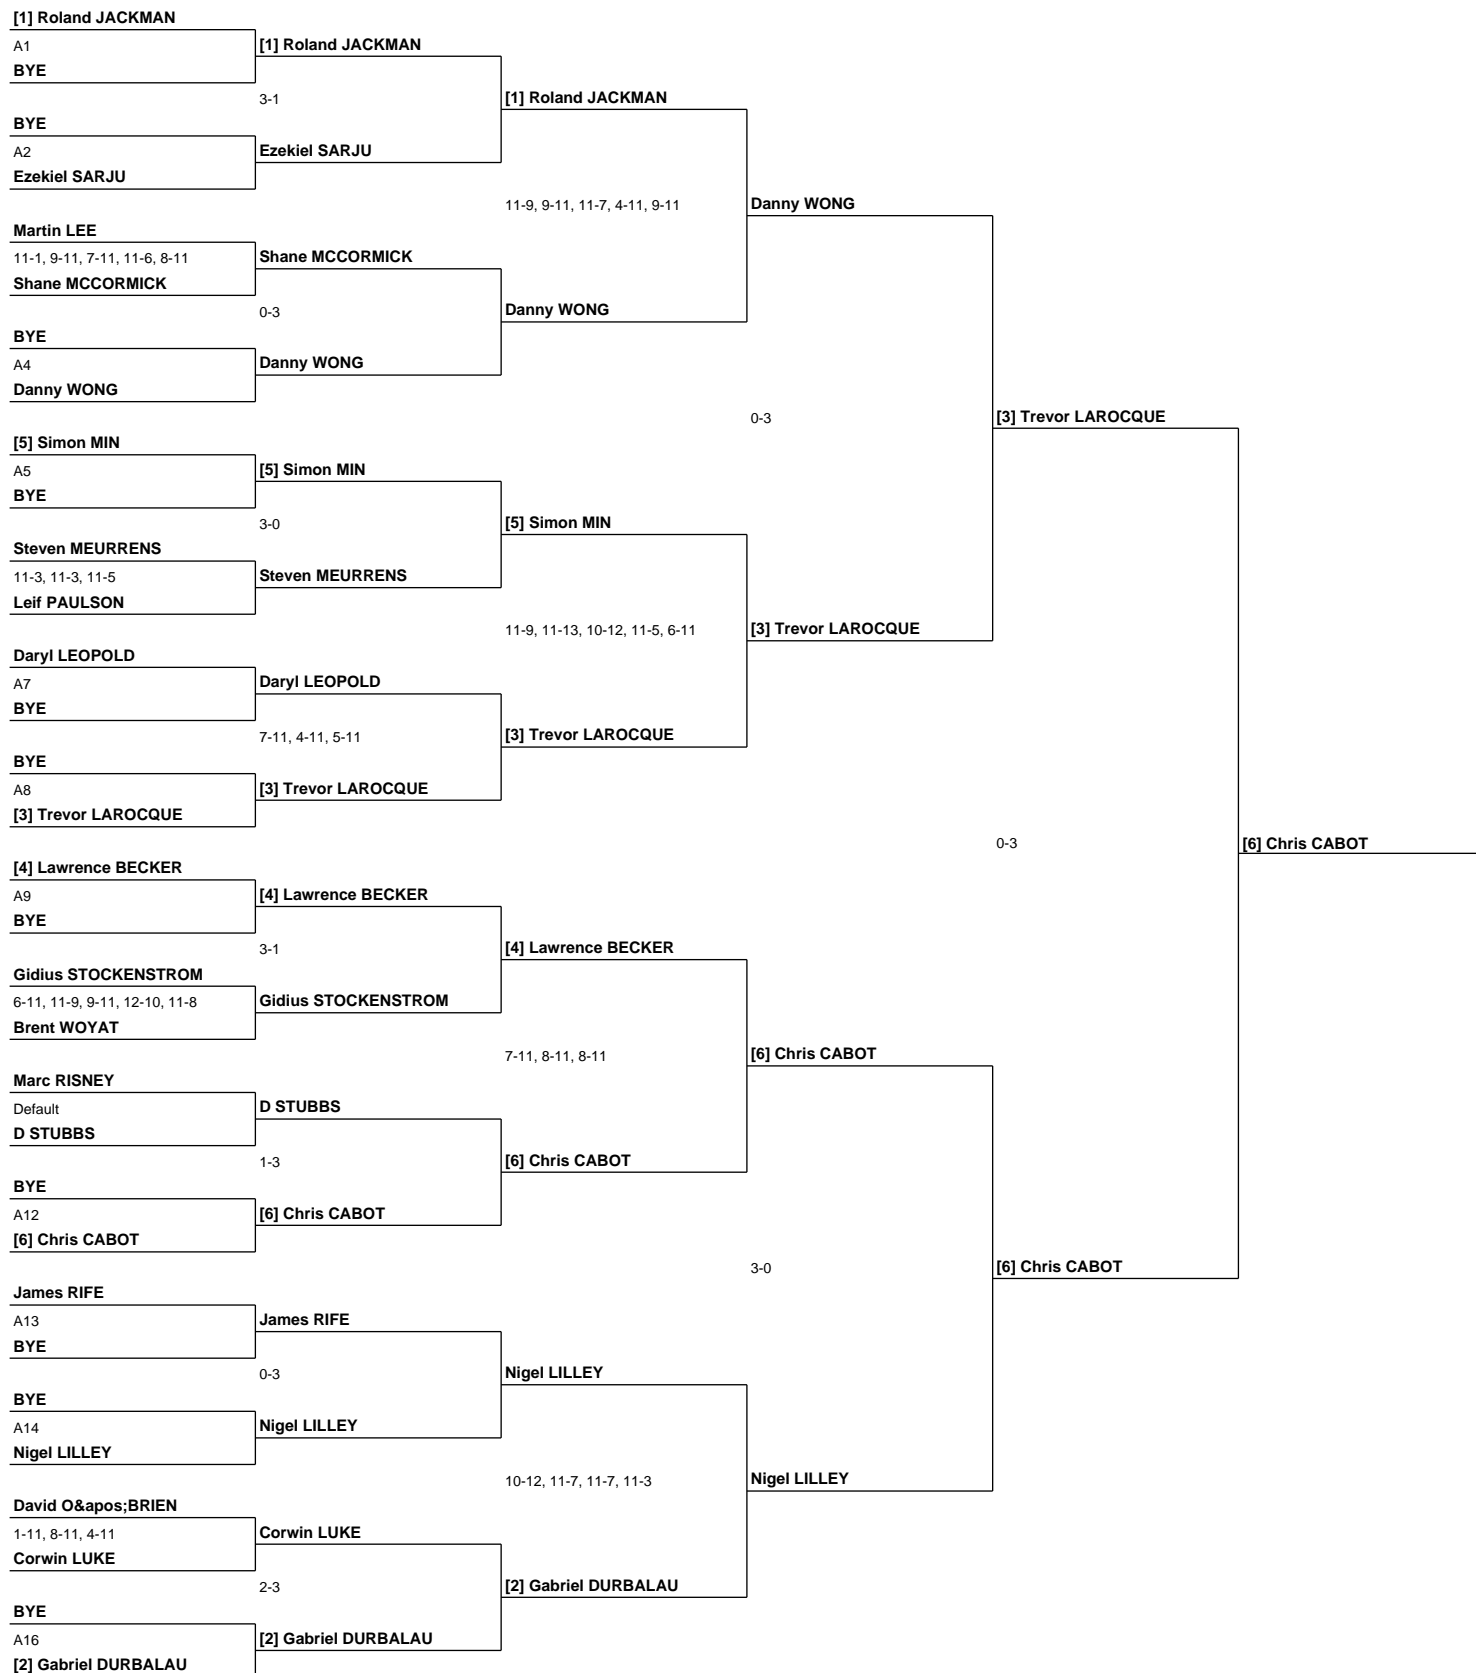 [1] Roland JACKMAN
A1
BYE
BYE
A2
Ezekiel SARJU
Martin LEE
11-1, 9-11, 7-11, 11-6, 8-11
Shane MCCORMICK
BYE
A4
Danny WONG
[5] Simon MIN
A5
BYE
Steven MEURRENS
11-3, 11-3, 11-5
Leif PAULSON
Daryl LEOPOLD
A7
BYE
BYE
A8
[3] Trevor LAROCQUE
[4] Lawrence BECKER
A9
BYE
Gidius STOCKENSTROM
6-11, 11-9, 9-11, 12-10, 11-8
Brent WOYAT
Marc RISNEY
Default
D STUBBS
BYE
A12
[6] Chris CABOT
James RIFE
A13
BYE
BYE
A14
Nigel LILLEY
David O&apos;BRIEN
1-11, 8-11, 4-11
Corwin LUKE
BYE
A16
[2] Gabriel DURBALAU
[1] Roland JACKMAN
3-1
Ezekiel SARJU
Shane MCCORMICK
0-3
Danny WONG
[5] Simon MIN
3-0
Steven MEURRENS
Daryl LEOPOLD
7-11, 4-11, 5-11
[3] Trevor LAROCQUE
[4] Lawrence BECKER
3-1
Gidius STOCKENSTROM
D STUBBS
1-3
[6] Chris CABOT
James RIFE
0-3
Nigel LILLEY
Corwin LUKE
2-3
[2] Gabriel DURBALAU
[1] Roland JACKMAN
11-9, 9-11, 11-7, 4-11, 9-11
Danny WONG
[5] Simon MIN
11-9, 11-13, 10-12, 11-5, 6-11
[3] Trevor LAROCQUE
[4] Lawrence BECKER
7-11, 8-11, 8-11
[6] Chris CABOT
Nigel LILLEY
10-12, 11-7, 11-7, 11-3
[2] Gabriel DURBALAU
Danny WONG
0-3
[3] Trevor LAROCQUE
[6] Chris CABOT
3-0
Nigel LILLEY
[3] Trevor LAROCQUE
0-3
[6] Chris CABOT
[6] Chris CABOT